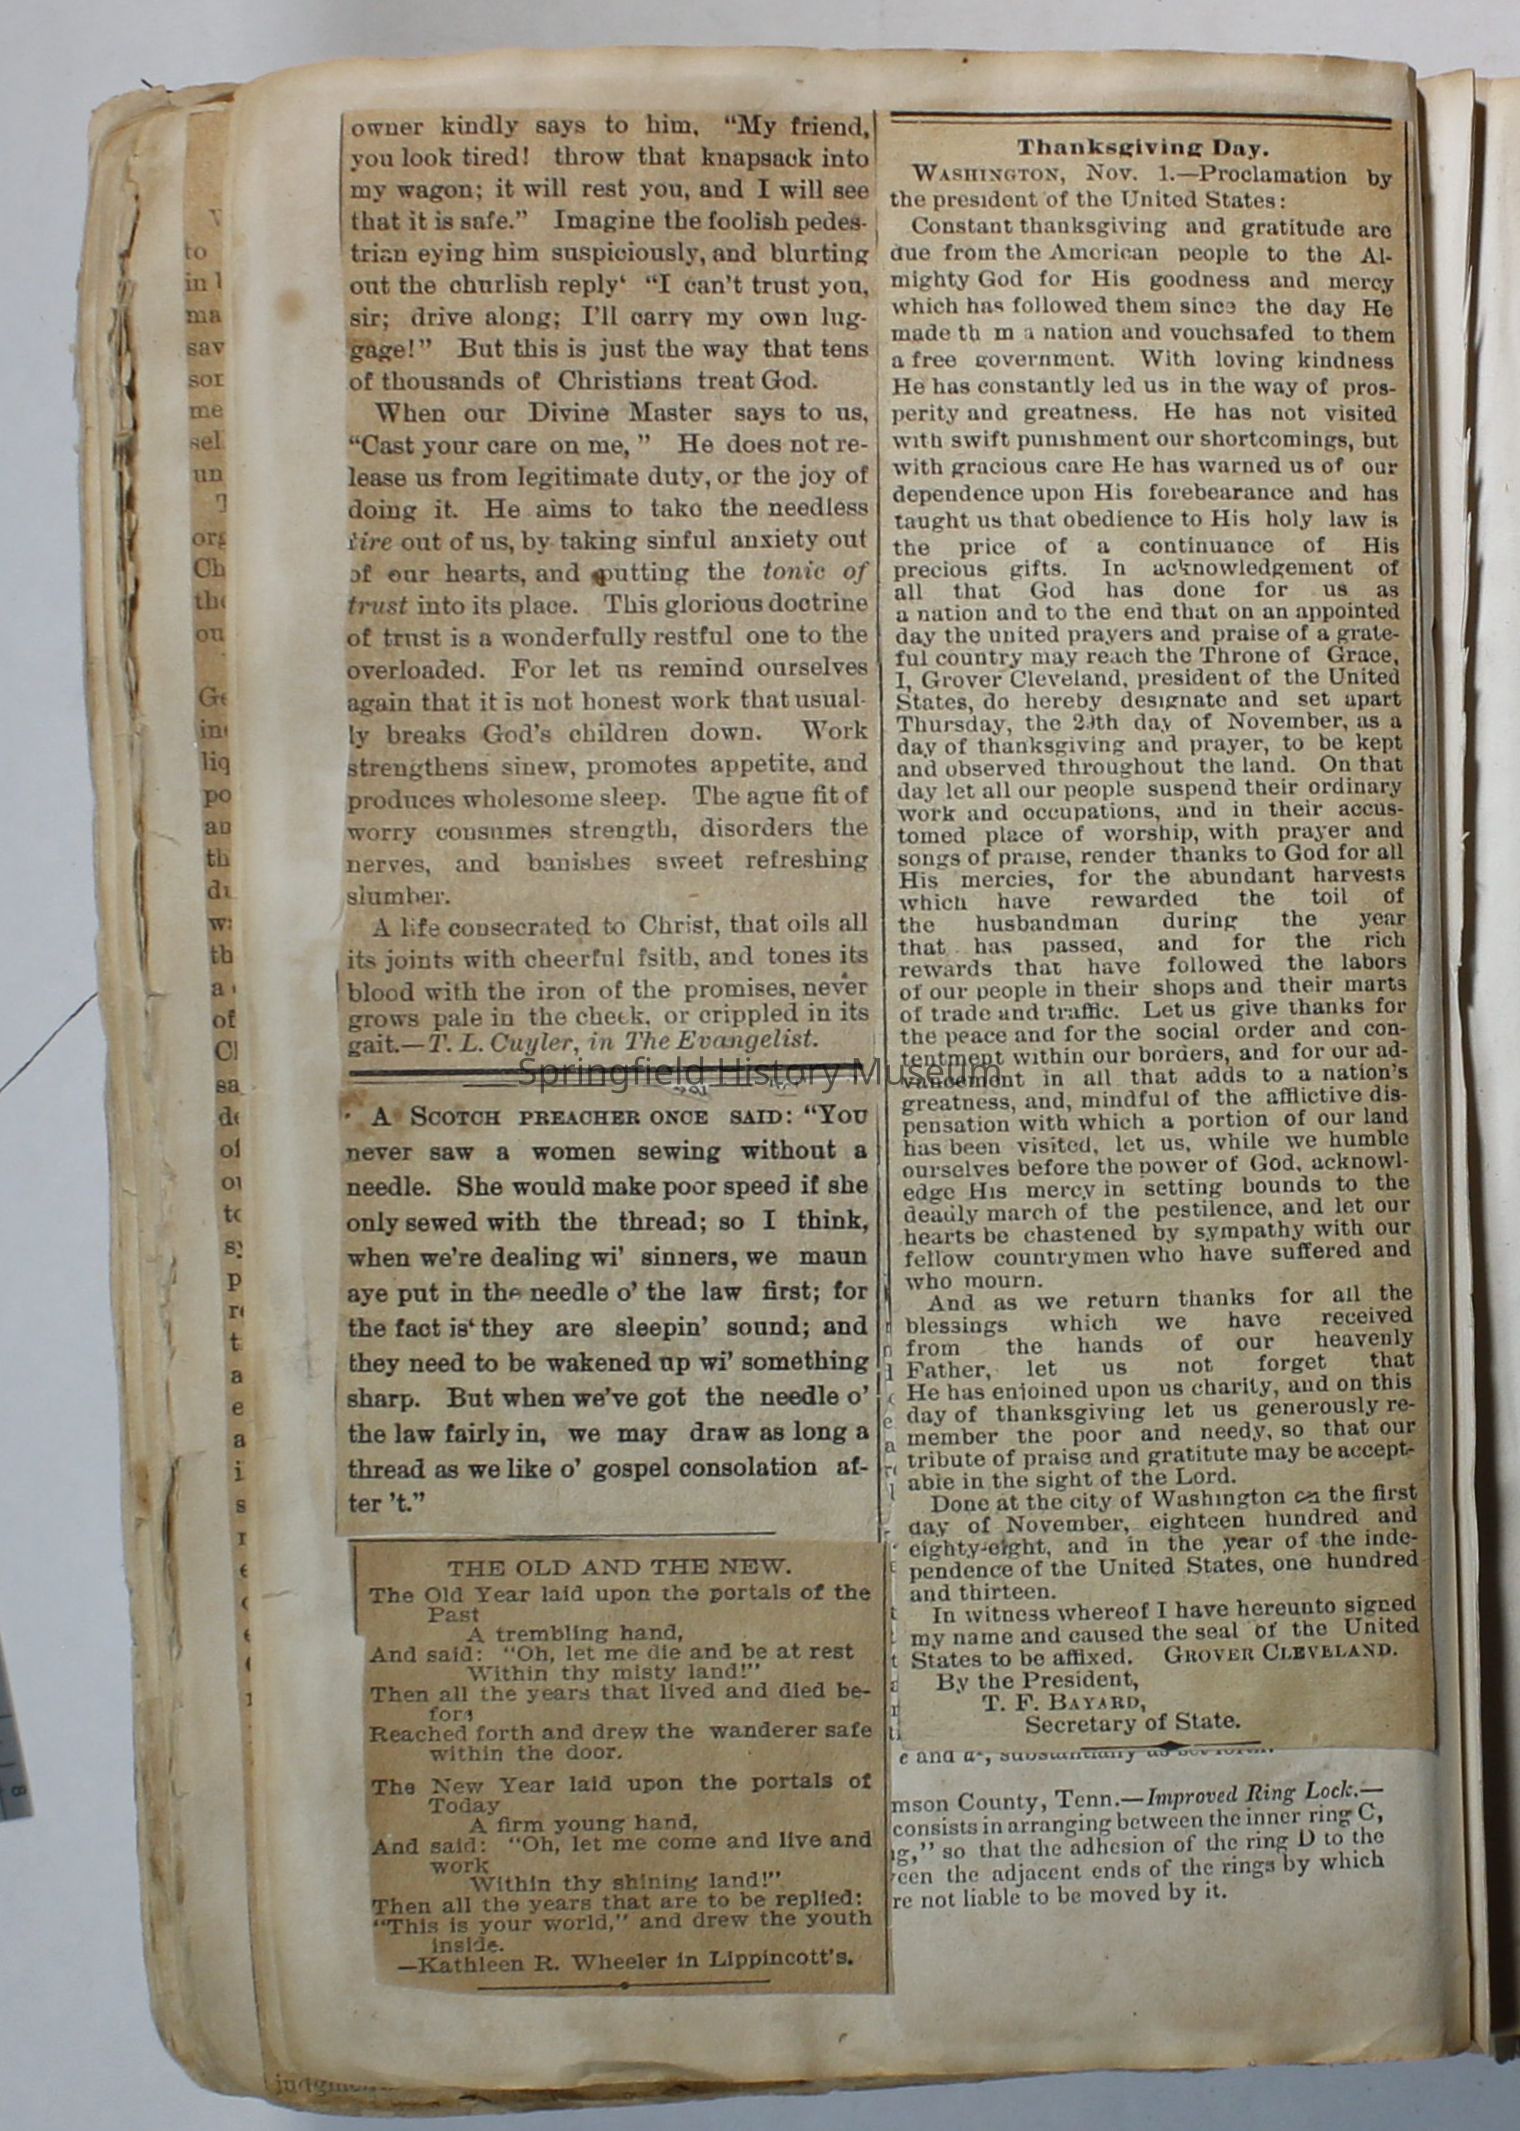 owner kindly says to him, “My friend,
you look tired! throw that knapsack into
my wagon; it will rest you, and I will see
that it is safe.” Imagine the foolish pedes-
trian eying him suspiciously, and blurting
out the churlish reply‘ “I can't trust you,
sir; drive along; I'll carry my own lug-
gage!” But this is just the way that tens
of thousands of Christians treat God.
When our Divine Master says to us,
“Cast your care on me,” He does not re-
lease us from legitimate duty, or the joy of
doing it. He aims to take the needless
tire out of us, by taking sinful anxiety out
of our hearts, and putting the tonic of
trust into its place. This glorious doctrine
of trust is a wonderfully restful one to the
overloaded. For let us remind ourselves
again that it is not honest work that usual-
ly breaks God's children down. Work
strengthens sinew, promotes appetite, and
produces wholesome sleep. The ague fit of
worry consumes strength, disorders the
nerves, and banishes sweet refreshing
slumber.
A life consecrated to Christ, that oils all
its joints with cheerful fsith, and tones its
blood with the iron of the promises, never
grows pale in the cheek, or crippled in its
gait.—T. L. Cuyler, in The Evangelist.
Springfield History Museum
A SCOTCH PREACHER ONCE SAID: “YOU
never saw a women sewing without a
needle. She would make poor speed if she
only sewed with the thread; so I think,
when we're dealing wi' sinners, we maun
aye put in the needle o' the law first; for
the fact is‘ they are sleepin' sound; and
they need to be wakened up wi' something
sharp. But when we've got the needle o'
the law fairly in, we may draw as long a
thread as we like o' gospel consolation af-
ter 't.”
THE OLD AND THE NEW.
The Old Year laid upon the portals of the
Past
A trembling hand,
And said: “Oh, let me die and be at rest
Within thy misty land!”
Then all the years that lived and died be-
fore
Reached forth and drew the wanderer safe
within the door.
The New Year laid upon the portals of
Today
A firm young hand,
And said: “Oh, let me come and live and
work
Within thy shining land!”
Then all the years that are to be replied:
“This is your world,” and drew the youth
inside.
—Kathleen R. Wheeler in Lippincott's.
Thanksgiving Day.
WASHINGTON, NOV. 1.—Proclamation by
the president of the United States:
Constant thanksgiving and gratitude are
due from the American people to the Al-
mighty God for His goodness and mercy
which has followed them since the day He
made th m a nation and vouchsafed to them
a free government. With loving kindness
He has constantly led us in the way of pros-
perity and greatness. He has not visited
with swift punishment our shortcomings, but
with gracious care He has warned us of our
dependence upon His forebearance and has
taught us that obedience to His holy law is
the price of a continuance of His
precious gifts. In acknowledgement of
all that God has done for us as
a nation and to the end that on an appointed
day the united prayers and praise of a grate-
ful country may reach the Throne of Grace,
I, Grover Cleveland, president of the United
States, do hereby designate and set apart
Thursday, the 29th day of November, as a
day of thanksgiving and prayer, to be kept
and observed throughout the land. On that
day let all our people suspend their ordinary
work and occupations, and in their accus-
tomed place of worship, with prayer and
songs of praise, render thanks to God for all
His mercies, for the abundant harvests
which have rewarded the toil of
the husbandman during the year
that has passed, and for the rich
rewards that have followed the labors
of our people in their shops and their marts
of trade and traffic. Let us give thanks for
the peace and for the social order and con-
tentment within our borders, and for our ad-
vancement in all that adds to a nation's
greatness, and, mindful of the afflictive dis-
pensation with which a portion of our land
has been visited, let us, while we humble
ourselves before the power of God, acknowl-
edge His mercy in setting bounds to the
deadly march of the pestilence, and let our
hearts be chastened by sympathy with our
fellow countrymen who have suffered and
who mourn.
And as we return thanks for all the
blessings which we have received
from the hands of our heavenly
Father, let us not forget that
He has enjoined upon us charity, and on this
day of thanksgiving let us generously re-
member the poor and needy, so that our
tribute of praise and gratitute may be accept-
able in the sight of the Lord.
Done at the city of Washington on the first
day of November, eighteen hundred and
eighty-eight, and in the year of the inde-
pendence of the United States, one hundred
and thirteen.
In witness whereof I have hereunto signed
my name and caused the seal of the United
States to be affixed. GROVER CLEVELAND.
By the President,
T. F. BAYARD,
Secretary of State.
mson County, Tenn.—Improved Ring Lock.—
consists in arranging between the inner ring C,
g,” so that the adhesion of the ring D to the
een the adjacent ends of the rings by which
re not liable to be moved by it.